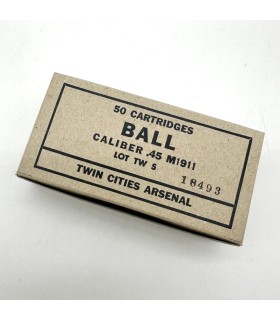 50 CARTRIDGES
BALL
CALIBER .45 M1911
LOT TW 5
18493
TWIN CITIES ARSENAL